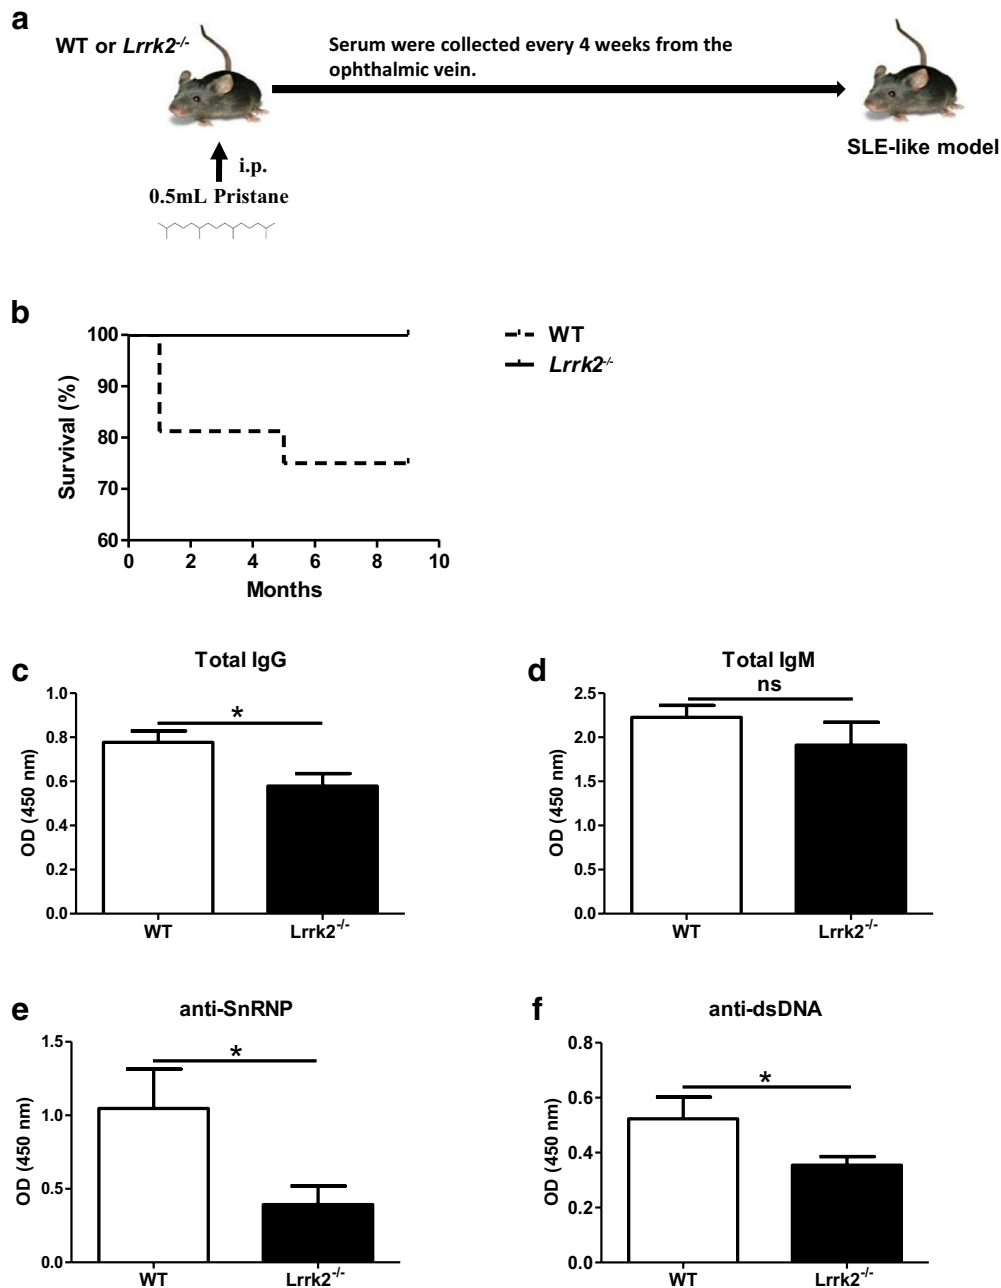 a
WT or Lrrk2-/-
Serum were collected every 4 weeks from the
ophthalmic vein.
SLE-like model
i.p.
0.5mL Pristane
b
100
90
80
70
60
Survival (%)
0 2 4 6 8 10
Months
WT
Lrrk2-/-
c
Total IgG
1.0
0.8
0.6
0.4
0.2
0.0
OD (450 nm)
*
WT Lrrk2-/-
d
Total IgM
ns
2.5
2.0
1.5
1.0
0.5
0.0
OD (450 nm)
WT Lrrk2-/-
e
anti-SnRNP
1.5
1.0
0.5
0.0
OD (450 nm)
*
WT Lrrk2-/-
f
anti-dsDNA
0.8
0.6
0.4
0.2
0.0
OD (450 nm)
*
WT Lrrk2-/-